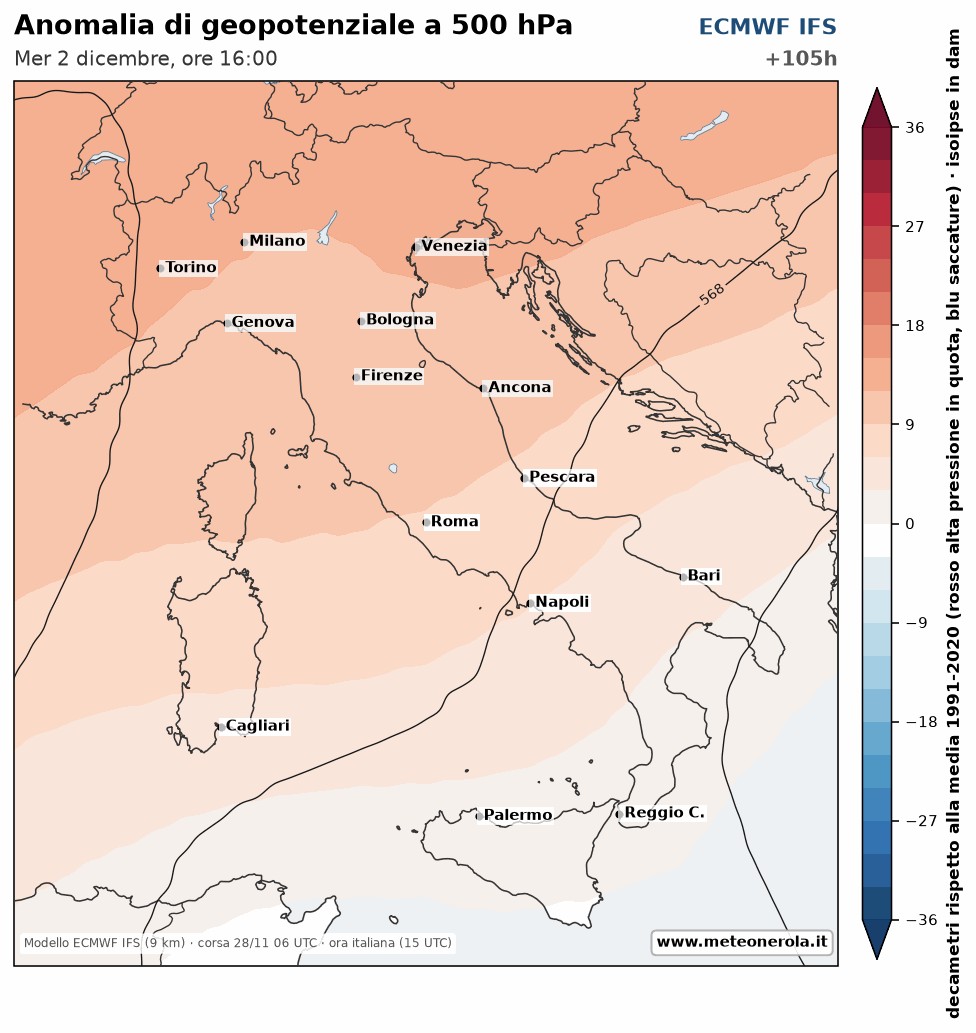 Anomalia di geopotenziale a 500 hPa
ECMWF IFS
Mer 2 dicembre, ore 16:00
+105h
Milano
Venezia
Torino
568
Genova
Bologna
Firenze
Ancona
Pescara
Roma
Bari
Napoli
Cagliari
Palermo
Reggio C.
Modello ECMWF IFS (9 km) · corsa 28/11 06 UTC · ora italiana (15 UTC)
www.meteonerola.it
36
27
18
9
0
−9
−18
−27
−36
decametri rispetto alla media 1991-2020 (rosso alta pressione in quota, blu saccature) · isoipse in dam